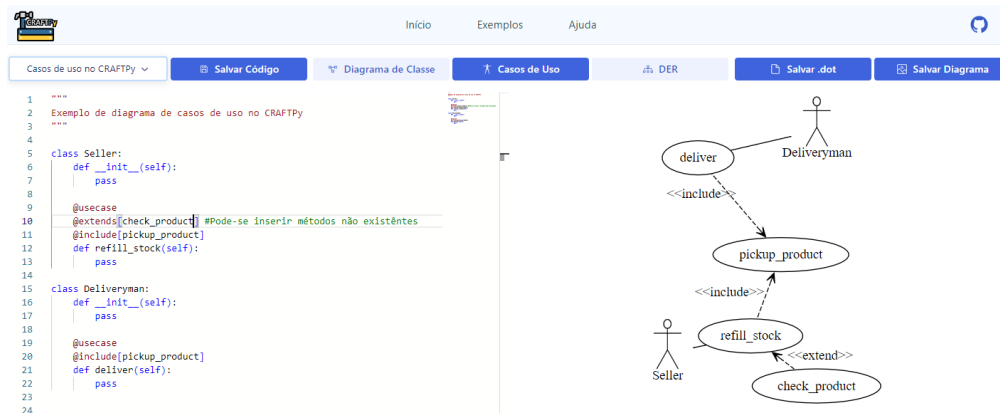 CRAFTPy
Início Exemplos Ajuda
Casos de uso no CRAFTPy Salvar Código Diagrama de Classe Casos de Uso DER Salvar .dot Salvar Diagrama
1 """
2 Exemplo de diagrama de casos de uso no CRAFTPy
3 """
4
5 class Seller:
6 def __init__(self):
7 pass
8
9 @usecase
10 @extends[check_product] #Pode-se inserir métodos não existêntes
11 @include[pickup_product]
12 def refill_stock(self):
13 pass
14
15 class Deliveryman:
16 def __init__(self):
17 pass
18
19 @usecase
20 @include[pickup_product]
21 def deliver(self):
22 pass
23
24
Deliveryman
deliver
<<include>>
pickup_product
<<include>>
refill_stock
Seller
<<extend>>
check_product